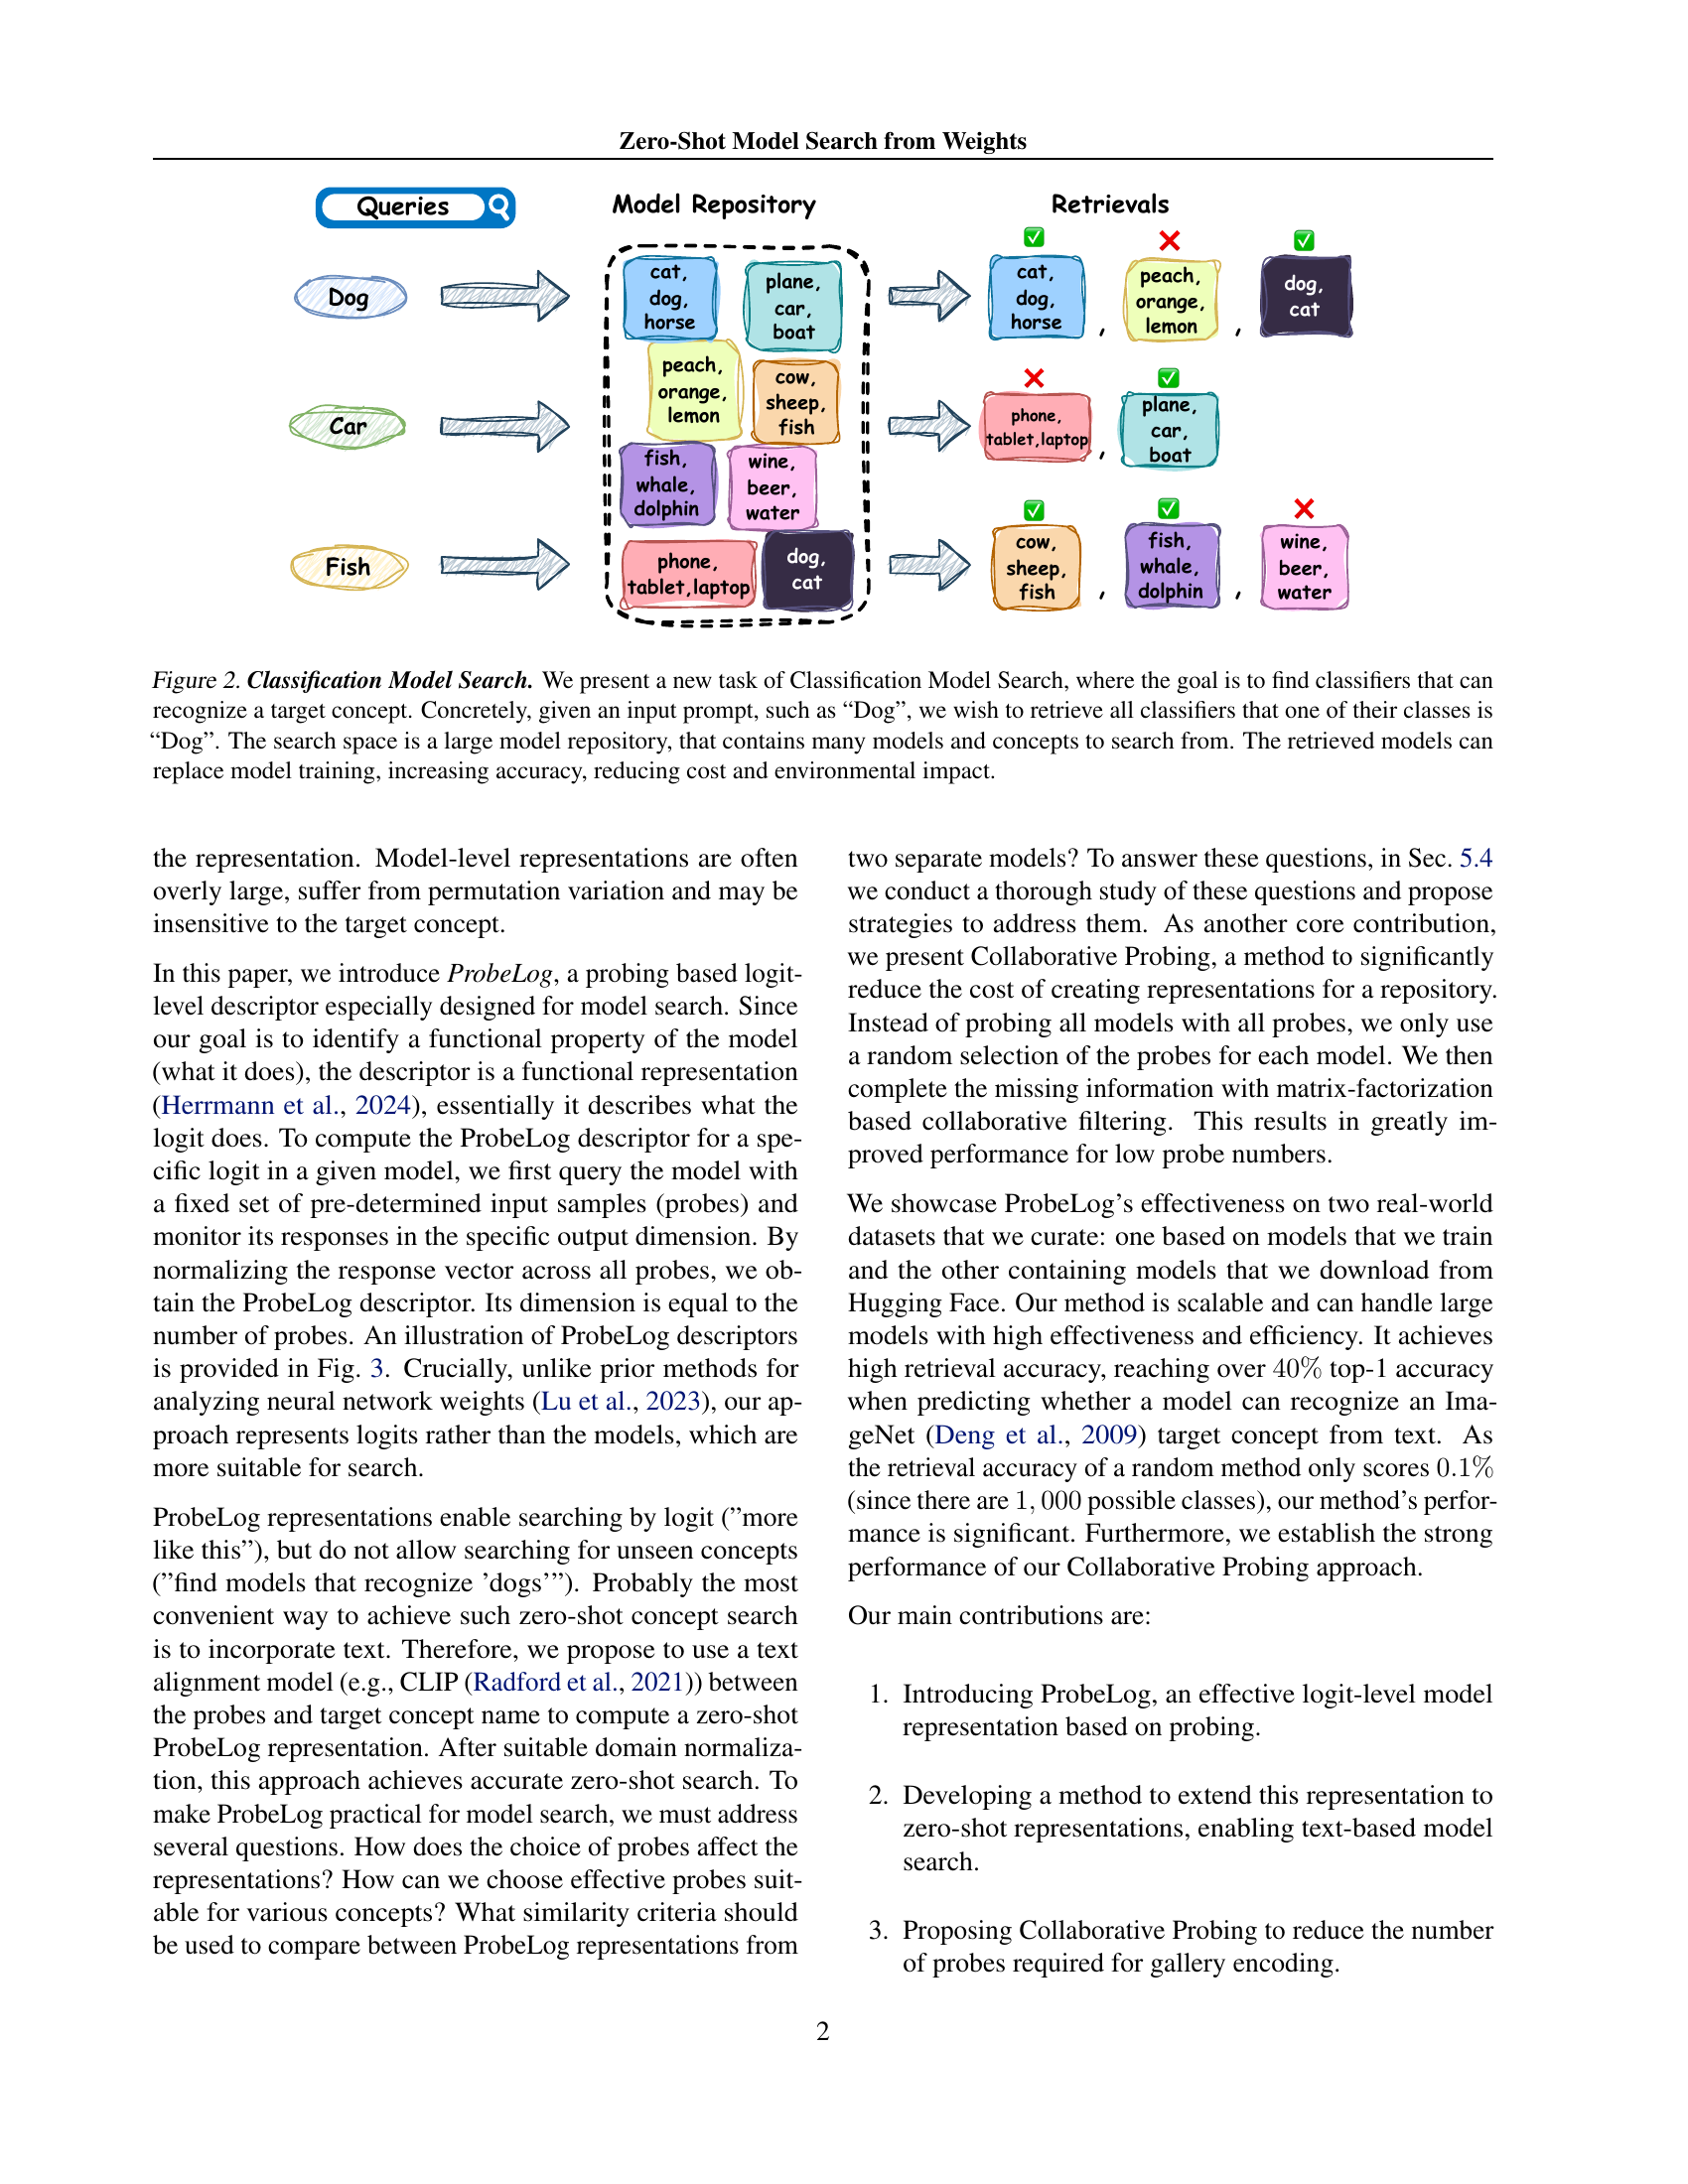 Zero-Shot Model Search from Weights
Queries
Model Repository
Retrievals
Dog
cat,
dog,
horse
plane,
car,
boat
cat,
dog,
horse
,
peach,
orange,
lemon
,
dog,
cat
Car
peach,
orange,
lemon
cow,
sheep,
fish
phone,
tablet,laptop
,
plane,
car,
boat
fish,
whale,
dolphin
wine,
beer,
water
Fish
phone,
tablet,laptop
dog,
cat
cow,
sheep,
fish
,
fish,
whale,
dolphin
,
wine,
beer,
water
Figure 2. Classification Model Search. We present a new task of Classification Model Search, where the goal is to find classifiers that can
recognize a target concept. Concretely, given an input prompt, such as “Dog”, we wish to retrieve all classifiers that one of their classes is
“Dog”. The search space is a large model repository, that contains many models and concepts to search from. The retrieved models can
replace model training, increasing accuracy, reducing cost and environmental impact.
the representation. Model-level representations are often
overly large, suffer from permutation variation and may be
insensitive to the target concept.
In this paper, we introduce ProbeLog, a probing based logit-
level descriptor especially designed for model search. Since
our goal is to identify a functional property of the model
(what it does), the descriptor is a functional representation
(Herrmann et al., 2024), essentially it describes what the
logit does. To compute the ProbeLog descriptor for a spe-
cific logit in a given model, we first query the model with
a fixed set of pre-determined input samples (probes) and
monitor its responses in the specific output dimension. By
normalizing the response vector across all probes, we ob-
tain the ProbeLog descriptor. Its dimension is equal to the
number of probes. An illustration of ProbeLog descriptors
is provided in Fig. 3. Crucially, unlike prior methods for
analyzing neural network weights (Lu et al., 2023), our ap-
proach represents logits rather than the models, which are
more suitable for search.
ProbeLog representations enable searching by logit (”more
like this”), but do not allow searching for unseen concepts
(”find models that recognize ’dogs’”). Probably the most
convenient way to achieve such zero-shot concept search
is to incorporate text. Therefore, we propose to use a text
alignment model (e.g., CLIP (Radford et al., 2021)) between
the probes and target concept name to compute a zero-shot
ProbeLog representation. After suitable domain normaliza-
tion, this approach achieves accurate zero-shot search. To
make ProbeLog practical for model search, we must address
several questions. How does the choice of probes affect the
representations? How can we choose effective probes suit-
able for various concepts? What similarity criteria should
be used to compare between ProbeLog representations from
two separate models? To answer these questions, in Sec. 5.4
we conduct a thorough study of these questions and propose
strategies to address them. As another core contribution,
we present Collaborative Probing, a method to significantly
reduce the cost of creating representations for a repository.
Instead of probing all models with all probes, we only use
a random selection of the probes for each model. We then
complete the missing information with matrix-factorization
based collaborative filtering. This results in greatly im-
proved performance for low probe numbers.
We showcase ProbeLog’s effectiveness on two real-world
datasets that we curate: one based on models that we train
and the other containing models that we download from
Hugging Face. Our method is scalable and can handle large
models with high effectiveness and efficiency. It achieves
high retrieval accuracy, reaching over 40% top-1 accuracy
when predicting whether a model can recognize an Ima-
geNet (Deng et al., 2009) target concept from text. As
the retrieval accuracy of a random method only scores 0.1%
(since there are 1, 000 possible classes), our method’s perfor-
mance is significant. Furthermore, we establish the strong
performance of our Collaborative Probing approach.
Our main contributions are:
1. Introducing ProbeLog, an effective logit-level model
representation based on probing.
2. Developing a method to extend this representation to
zero-shot representations, enabling text-based model
search.
3. Proposing Collaborative Probing to reduce the number
of probes required for gallery encoding.
2